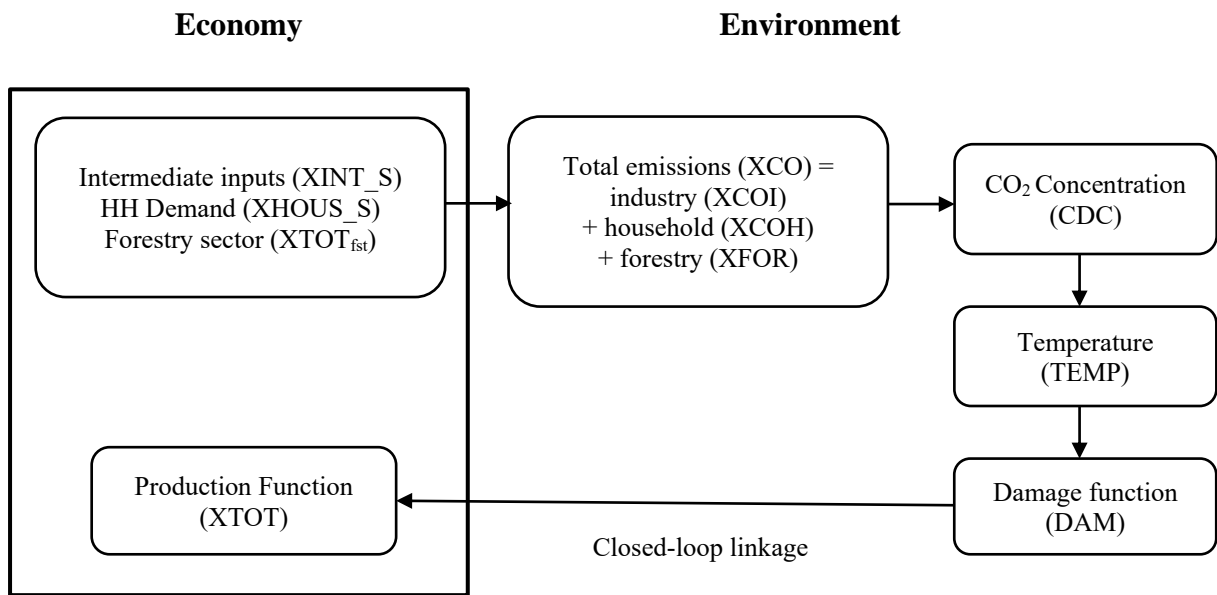 Economy
Environment
Intermediate inputs (XINT_S)
HH Demand (XHOUS_S)
Forestry sector (XTOTfst)
Total emissions (XCO) =
industry (XCOI)
+ household (XCOH)
+ forestry (XFOR)
CO2 Concentration
(CDC)
Temperature
(TEMP)
Production Function
(XTOT)
Damage function
(DAM)
Closed-loop linkage